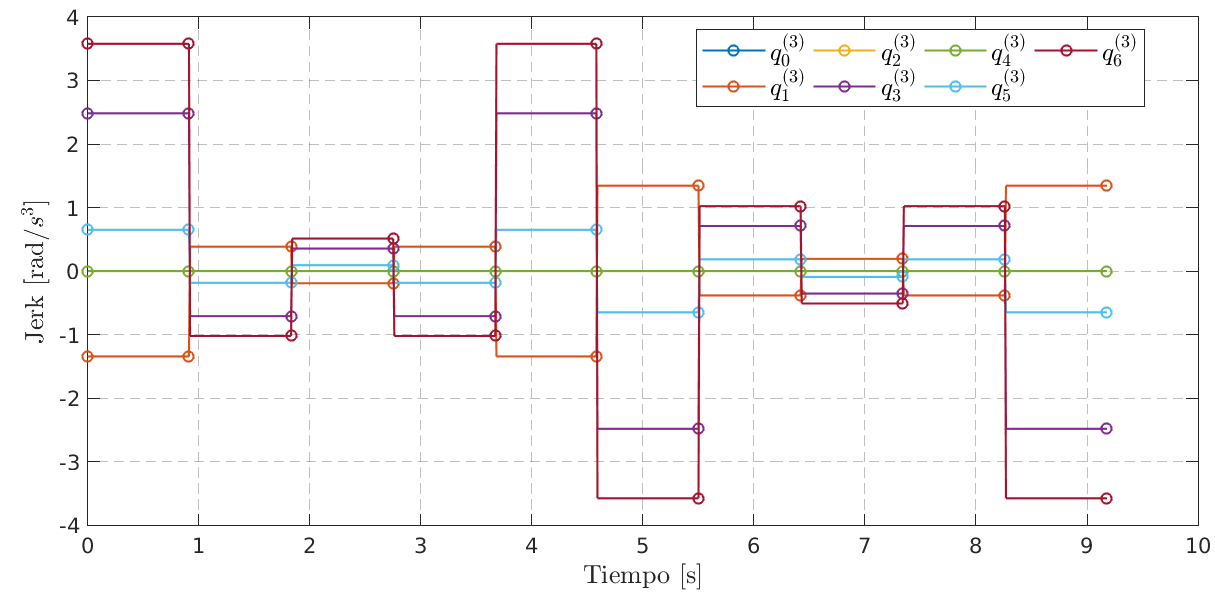 4
3
2
1
0
-1
-2
-3
-4
Jerk [rad/s³]
q₀⁽³⁾ q₂⁽³⁾ q₄⁽³⁾ q₆⁽³⁾
q₁⁽³⁾ q₃⁽³⁾ q₅⁽³⁾
0 1 2 3 4 5 6 7 8 9 10
Tiempo [s]